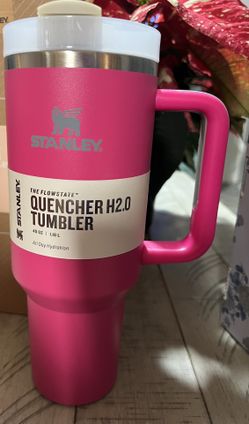 STANLEY
THE FLOWSTATE™
QUENCHER H2.0
TUMBLER
40 OZ | 1.18 L
All Day Hydration
STANLEY